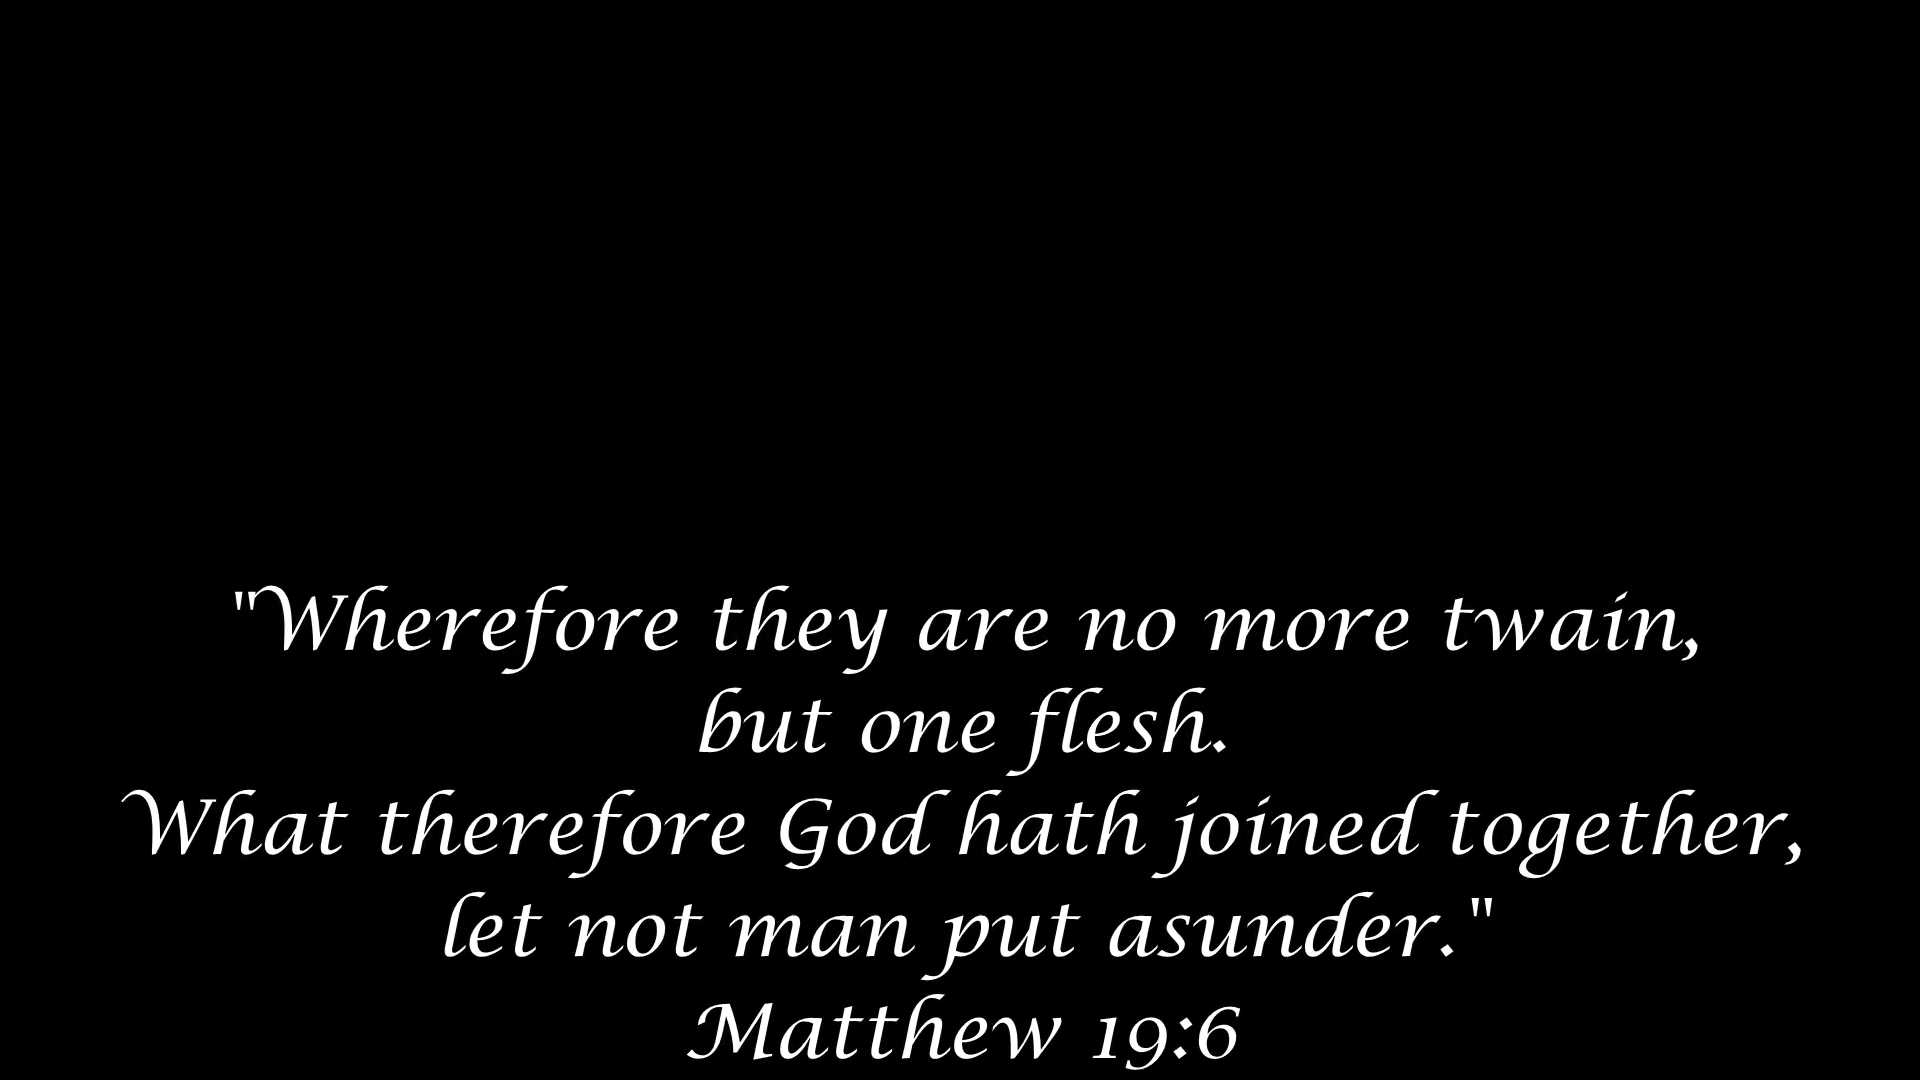 "Wherefore they are no more twain,
but one flesh.
What therefore God hath joined together,
let not man put asunder."
Matthew 19:6